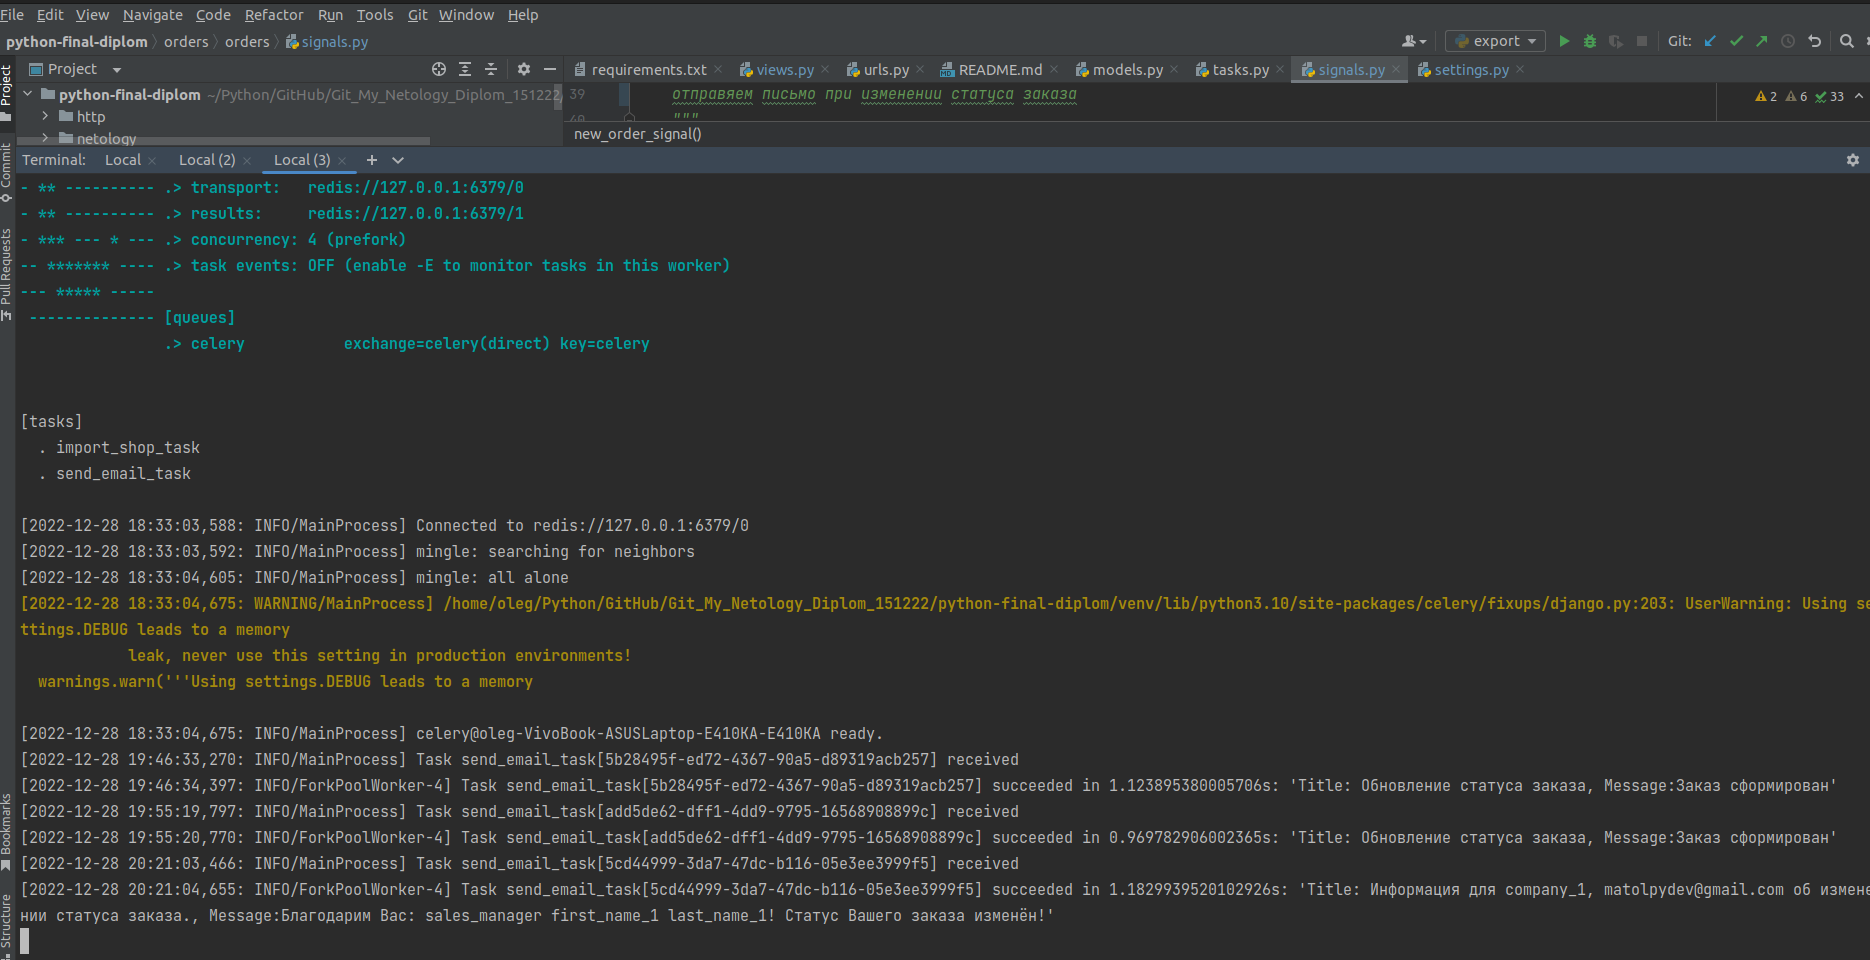 File Edit View Navigate Code Refactor Run Tools Git Window Help
python-final-diplom orders orders signals.py export Git:
Project requirements.txt views.py urls.py README.md models.py tasks.py signals.py settings.py
python-final-diplom ~/Python/GitHub/Git_My_Netology_Diplom_151222/ 39 отправяем письмо при изменении статуса заказа 2 6 33
http 40 """
netology new_order_signal()
Terminal: Local Local (2) Local (3)
- ** ---------- .> transport:   redis://127.0.0.1:6379/0
- ** ---------- .> results:     redis://127.0.0.1:6379/1
- *** --- * --- .> concurrency: 4 (prefork)
-- ******* ---- .> task events: OFF (enable -E to monitor tasks in this worker)
--- ***** -----
-------------- [queues]
.> celery           exchange=celery(direct) key=celery
[tasks]
. import_shop_task
. send_email_task
[2022-12-28 18:33:03,588: INFO/MainProcess] Connected to redis://127.0.0.1:6379/0
[2022-12-28 18:33:03,592: INFO/MainProcess] mingle: searching for neighbors
[2022-12-28 18:33:04,605: INFO/MainProcess] mingle: all alone
[2022-12-28 18:33:04,675: WARNING/MainProcess] /home/oleg/Python/GitHub/Git_My_Netology_Diplom_151222/python-final-diplom/venv/lib/python3.10/site-packages/celery/fixups/django.py:203: UserWarning: Using se
ttings.DEBUG leads to a memory
leak, never use this setting in production environments!
warnings.warn('''Using settings.DEBUG leads to a memory
[2022-12-28 18:33:04,675: INFO/MainProcess] celery@oleg-VivoBook-ASUSLaptop-E410KA-E410KA ready.
[2022-12-28 19:46:33,270: INFO/MainProcess] Task send_email_task[5b28495f-ed72-4367-90a5-d89319acb257] received
[2022-12-28 19:46:34,397: INFO/ForkPoolWorker-4] Task send_email_task[5b28495f-ed72-4367-90a5-d89319acb257] succeeded in 1.123895380005706s: 'Title: Обновление статуса заказа, Message:Заказ сформирован'
[2022-12-28 19:55:19,797: INFO/MainProcess] Task send_email_task[add5de62-dff1-4dd9-9795-16568908899c] received
[2022-12-28 19:55:20,770: INFO/ForkPoolWorker-4] Task send_email_task[add5de62-dff1-4dd9-9795-16568908899c] succeeded in 0.969782906002365s: 'Title: Обновление статуса заказа, Message:Заказ сформирован'
[2022-12-28 20:21:03,466: INFO/MainProcess] Task send_email_task[5cd44999-3da7-47dc-b116-05e3ee3999f5] received
[2022-12-28 20:21:04,655: INFO/ForkPoolWorker-4] Task send_email_task[5cd44999-3da7-47dc-b116-05e3ee3999f5] succeeded in 1.1829939520102926s: 'Title: Информация для company_1, matolpydev@gmail.com об измене
нии статуса заказа., Message:Благодарим Вас: sales_manager first_name_1 last_name_1! Статус Вашего заказа изменён!'
Project
Commit
Pull Requests
Bookmarks
Structure